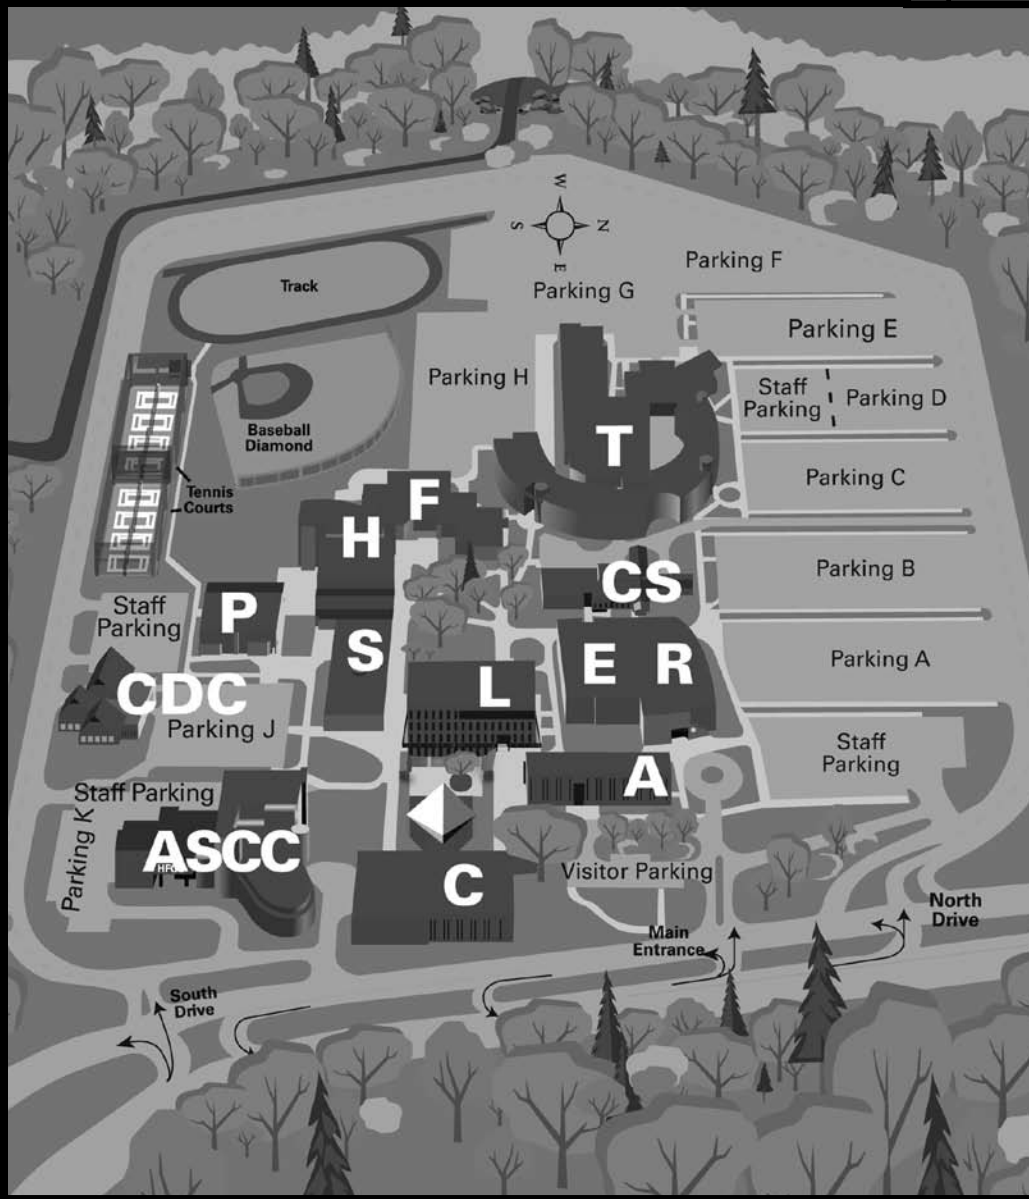 W
S
N
E
Parking F
Track
Parking G
Parking E
Parking H
Staff
Parking
Parking D
Baseball
Diamond
T
Parking C
Tennis
Courts
F
H
Parking B
CS
Staff
Parking
P
S
E
R
Parking A
L
CDC
Parking J
Staff
Parking
A
Staff Parking
Parking K
ASCC
Visitor Parking
C
North
Drive
Main
Entrance
South
Drive